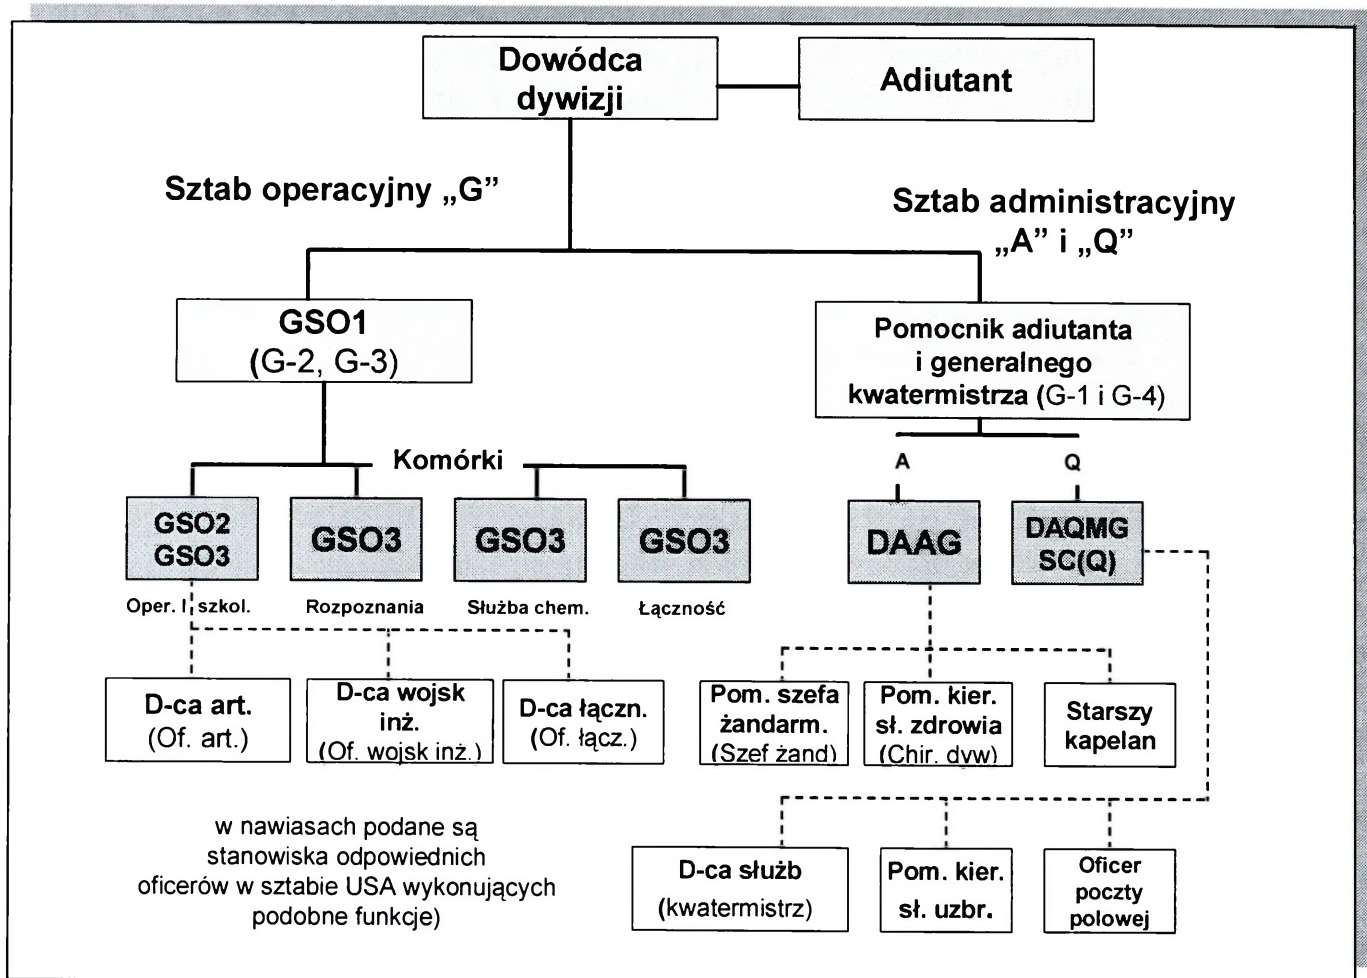 Dowódca
dywizji
Adiutant
Sztab operacyjny „G”
Sztab administracyjny
„A” i „Q”
GSO1
(G-2, G-3)
Pomocnik adiutanta
i generalnego
kwatermistrza (G-1 i G-4)
Komórki
A
Q
GSO2
GSO3
GSO3
GSO3
GSO3
DAAG
DAQMG
SC(Q)
Oper. I szkol.
Rozpoznania
Służba chem.
Łączność
D-ca art.
(Of. art.)
D-ca wojsk
inż.
(Of. wojsk inż.)
D-ca łączn.
(Of. łącz.)
Pom. szefa
żandarm.
(Szef żand)
Pom. kier.
sł. zdrowia
(Chir. dyw)
Starszy
kapelan
w nawiasach podane są
stanowiska odpowiednich
oficerów w sztabie USA wykonujących
podobne funkcje)
D-ca służb
(kwatermistrz)
Pom. kier.
sł. uzbr.
Oficer
poczty
polowej